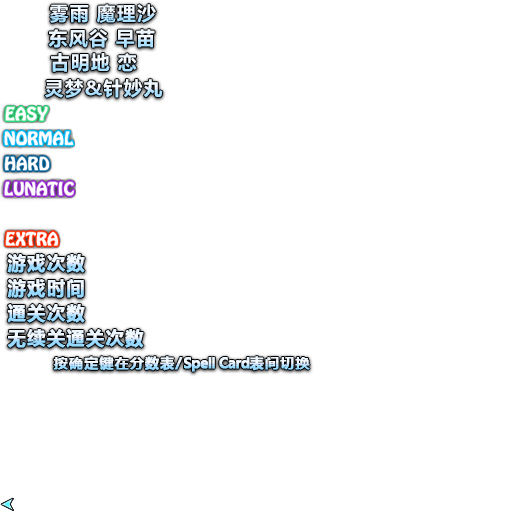 雾雨 魔理沙
东风谷 早苗
古明地 恋
灵梦&针妙丸
EASY
NORMAL
HARD
LUNATIC
EXTRA
游戏次数
游戏时间
通关次数
无续关通关次数
按确定键在分数表/Spell Card表间切换